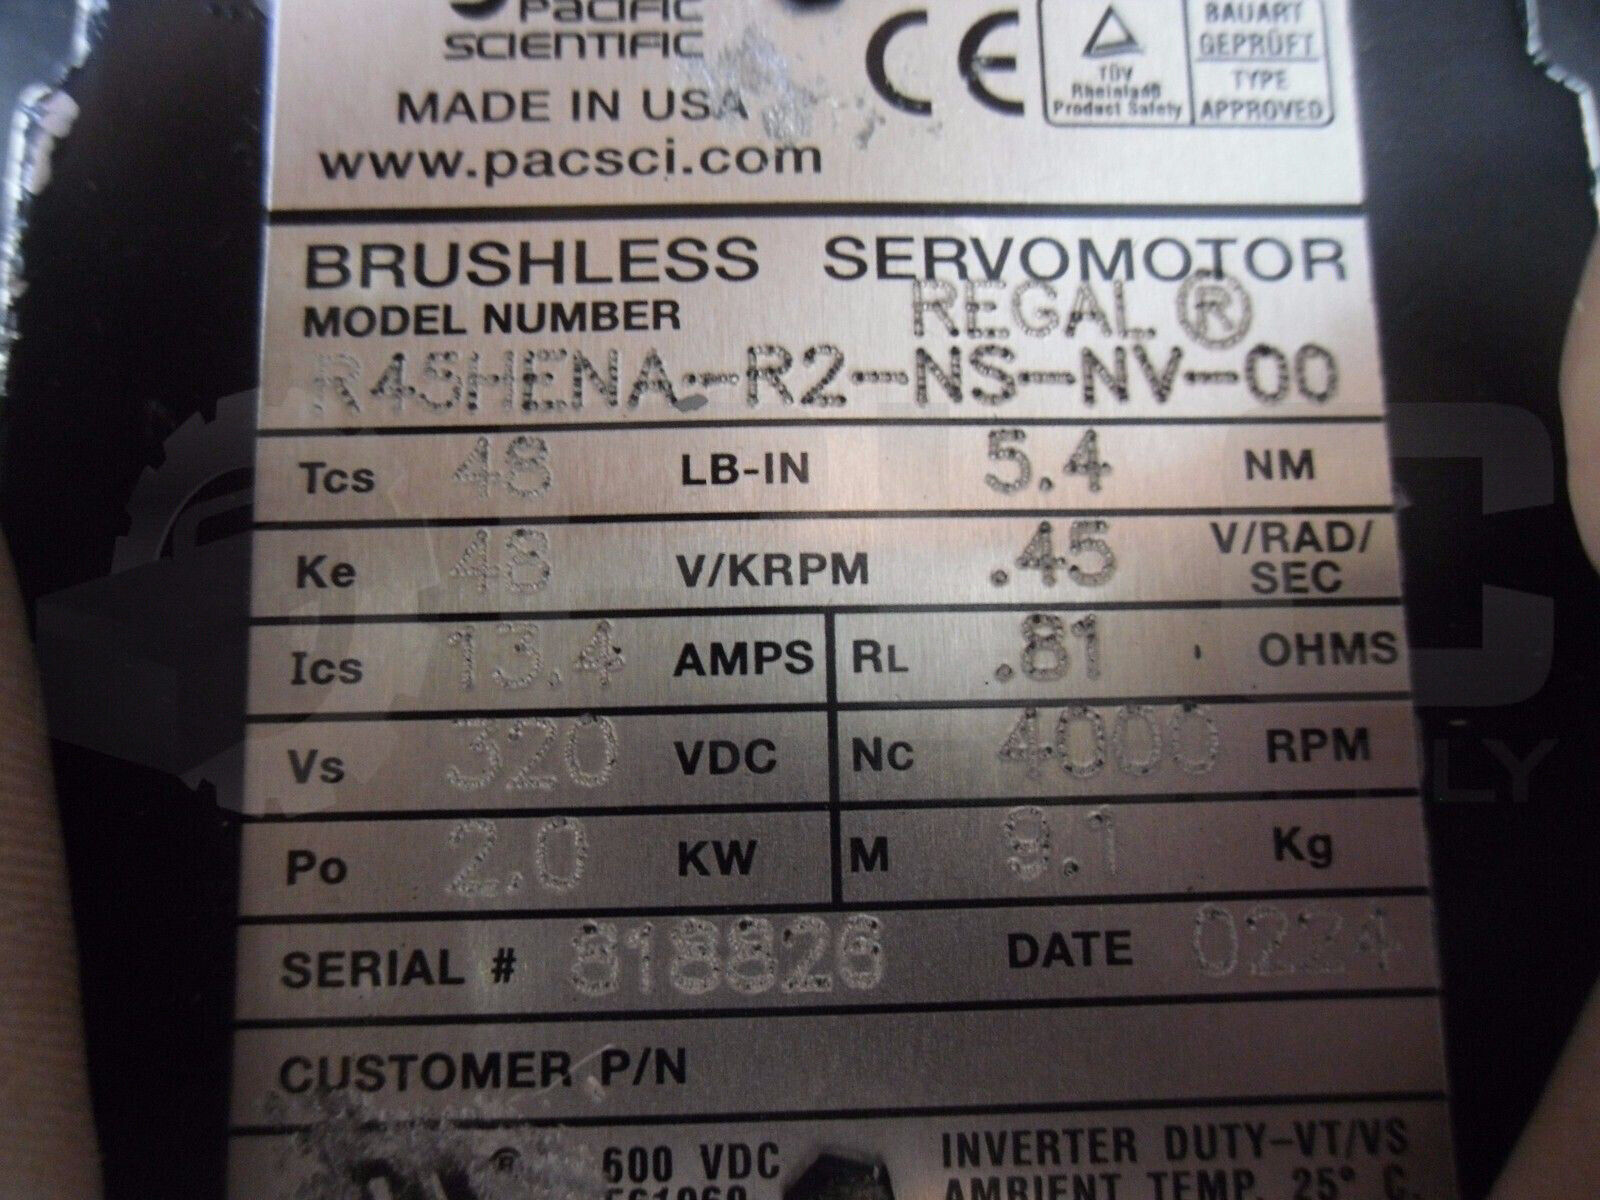 PACIFIC
SCIENTIFIC
MADE IN USA
www.pacsci.com
CE
TÜV
Rheinland
Product Safety
BAUART
GEPRÜFT
TYPE
APPROVED
BRUSHLESS SERVOMOTOR
MODEL NUMBER REGAL ®
R45HENA-R2-NS-NV-00
Tcs 48 LB-IN 5.4 NM
Ke 48 V/KRPM .45 V/RAD/
SEC
Ics 13.4 AMPS RL .81 OHMS
Vs 320 VDC Nc 4000 RPM
Po 2.0 KW M 9.1 Kg
SERIAL # 818826 DATE 0224
CUSTOMER P/N
® 600 VDC INVERTER DUTY-VT/VS
AMBIENT TEMP. 25° C